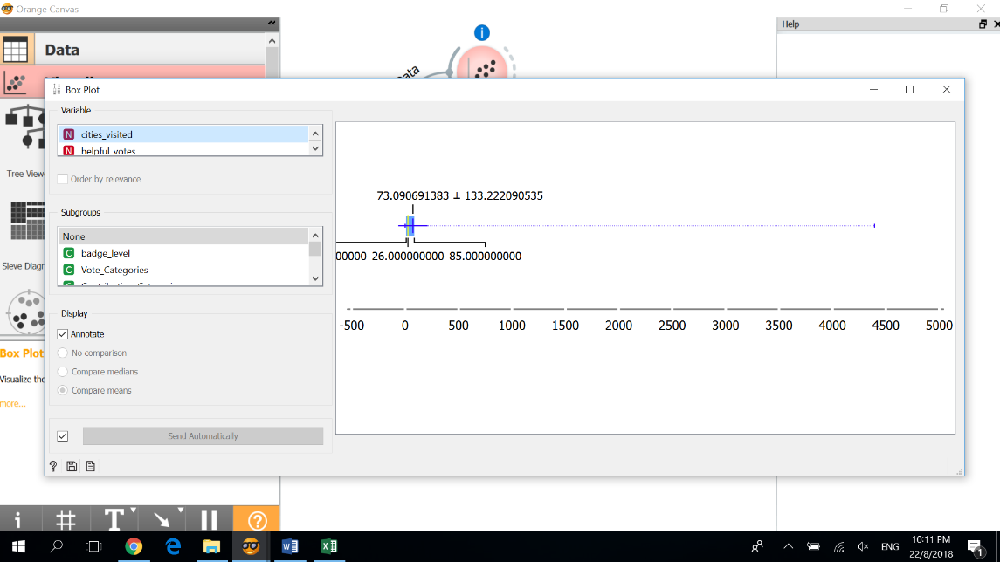 Orange Canvas
Help
Data
Data
Box Plot
Variable
N cities_visited
N helpful_votes
Order by relevance
Subgroups
None
C badge_level
C Vote_Categories
C Contribution_Categories
Display
Annotate
No comparison
Compare medians
Compare means
Send Automatically
73.090691383 ± 133.222090535
00000 26.000000000 85.000000000
-500 0 500 1000 1500 2000 2500 3000 3500 4000 4500 5000
Tree View
Sieve Diagr
Box Plot
Visualize the
more...
ENG
10:11 PM
22/8/2018
1